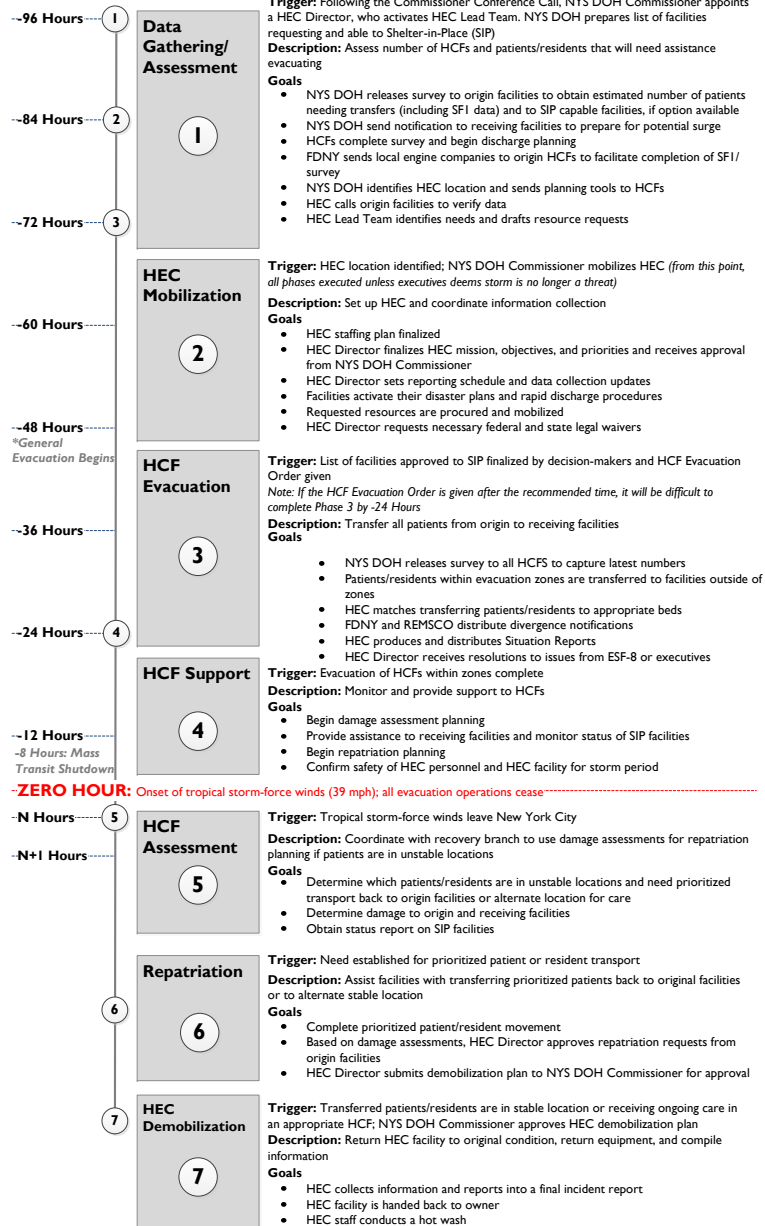 Trigger: Following the Commissioner Conference Call, NYS DOH Commissioner appoints
a HEC Director, who activates HEC Lead Team. NYS DOH prepares list of facilities
requesting and able to Shelter-in-Place (SIP)
Description: Assess number of HCFs and patients/residents that will need assistance
evacuating
Goals
• NYS DOH releases survey to origin facilities to obtain estimated number of patients
needing transfers (including SF1 data) and to SIP capable facilities, if option available
• NYS DOH send notification to receiving facilities to prepare for potential surge
• HCFs complete survey and begin discharge planning
• FDNY sends local engine companies to origin HCFs to facilitate completion of SF1/
survey
• NYS DOH identifies HEC location and sends planning tools to HCFs
• HEC calls origin facilities to verify data
• HEC Lead Team identifies needs and drafts resource requests
-96 Hours
1
Data
Gathering/
Assessment
1
-84 Hours
2
-72 Hours
3
HEC
Mobilization
2
Trigger: HEC location identified; NYS DOH Commissioner mobilizes HEC (from this point,
all phases executed unless executives deems storm is no longer a threat)
Description: Set up HEC and coordinate information collection
Goals
• HEC staffing plan finalized
• HEC Director finalizes HEC mission, objectives, and priorities and receives approval
from NYS DOH Commissioner
• HEC Director sets reporting schedule and data collection updates
• Facilities activate their disaster plans and rapid discharge procedures
• Requested resources are procured and mobilized
• HEC Director requests necessary federal and state legal waivers
-60 Hours
-48 Hours
*General
Evacuation Begins
HCF
Evacuation
3
Trigger: List of facilities approved to SIP finalized by decision-makers and HCF Evacuation
Order given
Note: If the HCF Evacuation Order is given after the recommended time, it will be difficult to
complete Phase 3 by -24 Hours
Description: Transfer all patients from origin to receiving facilities
Goals
• NYS DOH releases survey to all HCFS to capture latest numbers
• Patients/residents within evacuation zones are transferred to facilities outside of
zones
• HEC matches transferring patients/residents to appropriate beds
• FDNY and REMSCO distribute divergence notifications
• HEC produces and distributes Situation Reports
• HEC Director receives resolutions to issues from ESF-8 or executives
-36 Hours
-24 Hours
4
HCF Support
4
Trigger: Evacuation of HCFs within zones complete
Description: Monitor and provide support to HCFs
Goals
• Begin damage assessment planning
• Provide assistance to receiving facilities and monitor status of SIP facilities
• Begin repatriation planning
• Confirm safety of HEC personnel and HEC facility for storm period
-12 Hours
-8 Hours: Mass
Transit Shutdown
ZERO HOUR: Onset of tropical storm-force winds (39 mph); all evacuation operations cease
N Hours
5
N+1 Hours
HCF
Assessment
5
Trigger: Tropical storm-force winds leave New York City
Description: Coordinate with recovery branch to use damage assessments for repatriation
planning if patients are in unstable locations
Goals
• Determine which patients/residents are in unstable locations and need prioritized
transport back to origin facilities or alternate location for care
• Determine damage to origin and receiving facilities
• Obtain status report on SIP facilities
6
Repatriation
6
Trigger: Need established for prioritized patient or resident transport
Description: Assist facilities with transferring prioritized patients back to original facilities
or to alternate stable location
Goals
• Complete prioritized patient/resident movement
• Based on damage assessments, HEC Director approves repatriation requests from
origin facilities
• HEC Director submits demobilization plan to NYS DOH Commissioner for approval
7
HEC
Demobilization
7
Trigger: Transferred patients/residents are in stable location or receiving ongoing care in
an appropriate HCF; NYS DOH Commissioner approves HEC demobilization plan
Description: Return HEC facility to original condition, return equipment, and compile
information
Goals
• HEC collects information and reports into a final incident report
• HEC facility is handed back to owner
• HEC staff conducts a hot wash